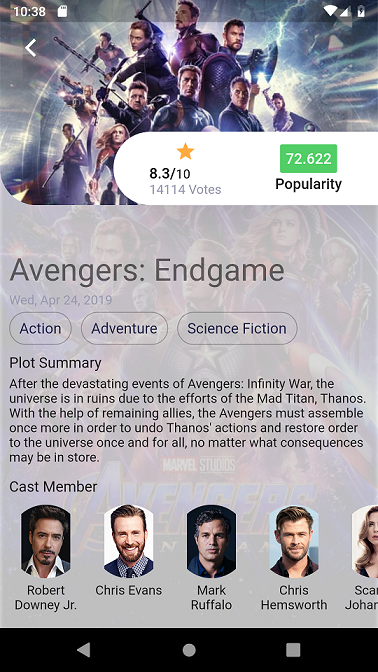 10:38
8.3/10
14114 Votes
72.622
Popularity
Avengers: Endgame
Wed, Apr 24, 2019
Action
Adventure
Science Fiction
Plot Summary
After the devastating events of Avengers: Infinity War, the
universe is in ruins due to the efforts of the Mad Titan, Thanos.
With the help of remaining allies, the Avengers must assemble
once more in order to undo Thanos' actions and restore order
to the universe once and for all, no matter what consequences
may be in store.
MARVEL STUDIOS
Cast Member
AVENGERS
Robert
Downey Jr.
Chris Evans
Mark
Ruffalo
Chris
Hemsworth